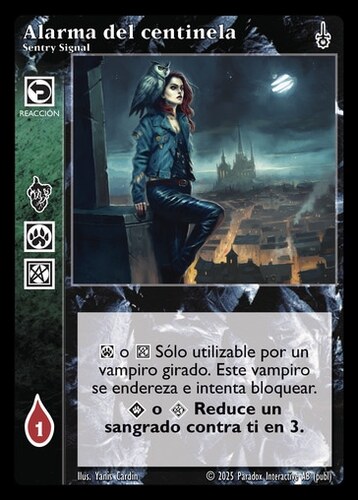 Alarma del centinela
Sentry Signal
REACCIÓN
o Sólo utilizable por un
vampiro girado. Este vampiro
se endereza e intenta bloquear.
o Reduce un
sangrado contra ti en 3.
1
Ilus. Yann Cardin
© 2025 Paradox Interactive AB (publ)